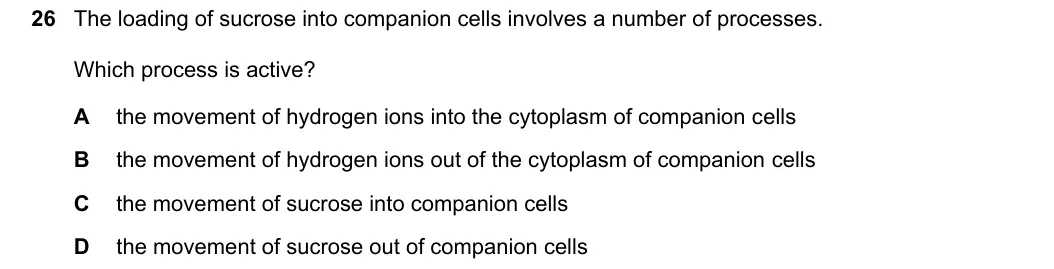 26 The loading of sucrose into companion cells involves a number of processes.
Which process is active?
A the movement of hydrogen ions into the cytoplasm of companion cells
B the movement of hydrogen ions out of the cytoplasm of companion cells
C the movement of sucrose into companion cells
D the movement of sucrose out of companion cells